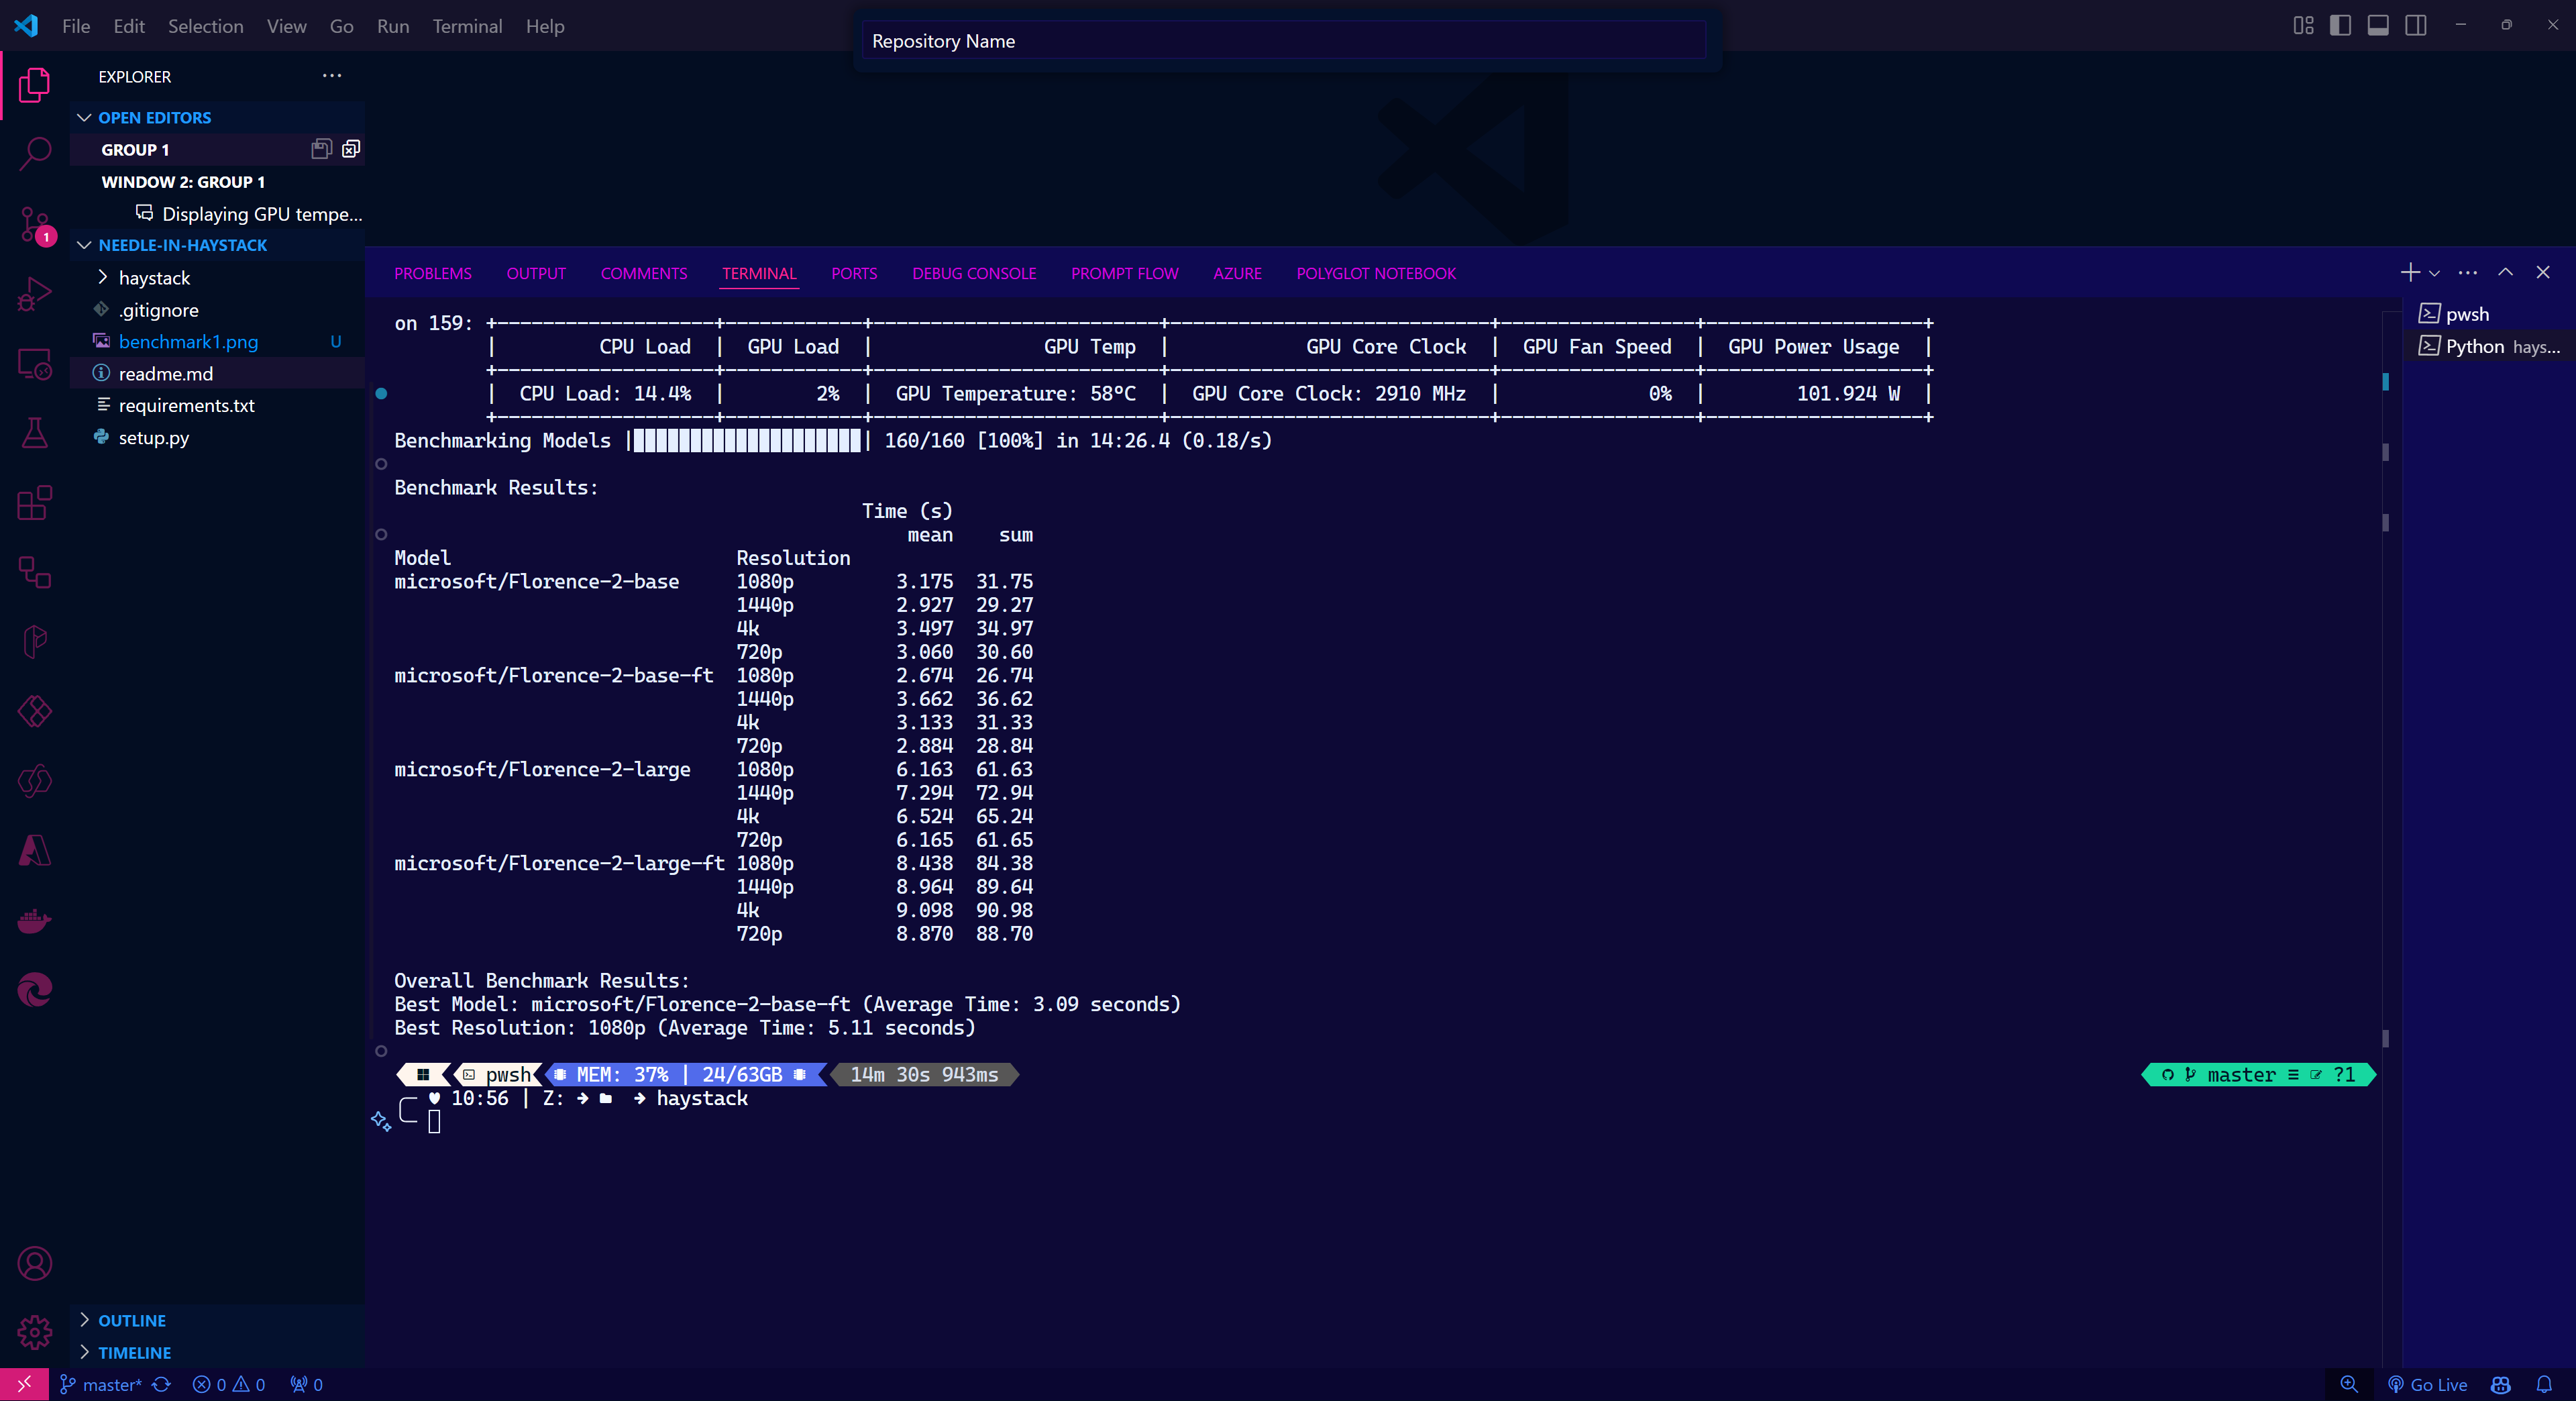 File Edit Selection View Go Run Terminal Help
Repository Name
EXPLORER
OPEN EDITORS
GROUP 1
WINDOW 2: GROUP 1
Displaying GPU tempe...
NEEDLE-IN-HAYSTACK
haystack
.gitignore
benchmark1.png U
readme.md
requirements.txt
setup.py
1
PROBLEMS OUTPUT COMMENTS TERMINAL PORTS DEBUG CONSOLE PROMPT FLOW AZURE POLYGLOT NOTEBOOK
pwsh
Python hays...
on 159: +-------------------+------------+-------------------------+----------------------------+-----------------+-------------------+
| CPU Load | GPU Load | GPU Temp | GPU Core Clock | GPU Fan Speed | GPU Power Usage |
+-------------------+------------+-------------------------+----------------------------+-----------------+-------------------+
| CPU Load: 14.4% | 2% | GPU Temperature: 58°C | GPU Core Clock: 2910 MHz | 0% | 101.924 W |
+-------------------+------------+-------------------------+----------------------------+-----------------+-------------------+
Benchmarking Models |████████████████████| 160/160 [100%] in 14:26.4 (0.18/s)
Benchmark Results:
Time (s)
mean sum
Model Resolution
microsoft/Florence-2-base 1080p 3.175 31.75
1440p 2.927 29.27
4k 3.497 34.97
720p 3.060 30.60
microsoft/Florence-2-base-ft 1080p 2.674 26.74
1440p 3.662 36.62
4k 3.133 31.33
720p 2.884 28.84
microsoft/Florence-2-large 1080p 6.163 61.63
1440p 7.294 72.94
4k 6.524 65.24
720p 6.165 61.65
microsoft/Florence-2-large-ft 1080p 8.438 84.38
1440p 8.964 89.64
4k 9.098 90.98
720p 8.870 88.70
Overall Benchmark Results:
Best Model: microsoft/Florence-2-base-ft (Average Time: 3.09 seconds)
Best Resolution: 1080p (Average Time: 5.11 seconds)
pwsh MEM: 37% | 24/63GB 14m 30s 943ms master ≡ ?1
10:56 | Z: → → haystack
OUTLINE
TIMELINE
master* 0 0 0 Go Live